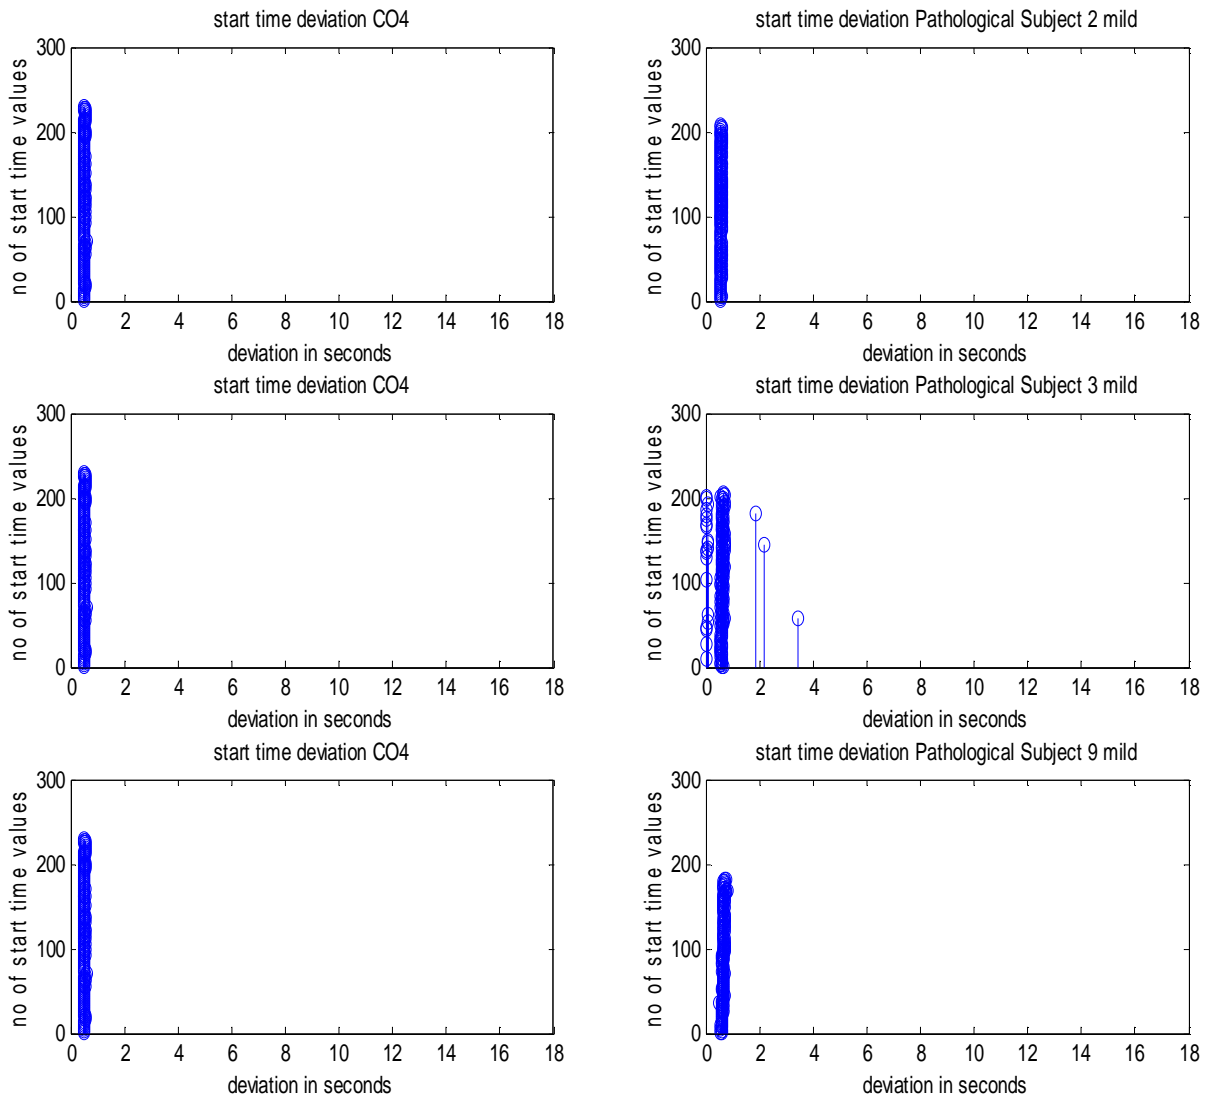 start time deviation CO4
no of start time values
300
200
100
0
0 2 4 6 8 10 12 14 16 18
deviation in seconds
start time deviation Pathological Subject 2 mild
no of start time values
300
200
100
0
0 2 4 6 8 10 12 14 16 18
deviation in seconds
start time deviation CO4
no of start time values
300
200
100
0
0 2 4 6 8 10 12 14 16 18
deviation in seconds
start time deviation Pathological Subject 3 mild
no of start time values
300
200
100
0
0 2 4 6 8 10 12 14 16 18
deviation in seconds
start time deviation CO4
no of start time values
300
200
100
0
0 2 4 6 8 10 12 14 16 18
deviation in seconds
start time deviation Pathological Subject 9 mild
no of start time values
300
200
100
0
0 2 4 6 8 10 12 14 16 18
deviation in seconds